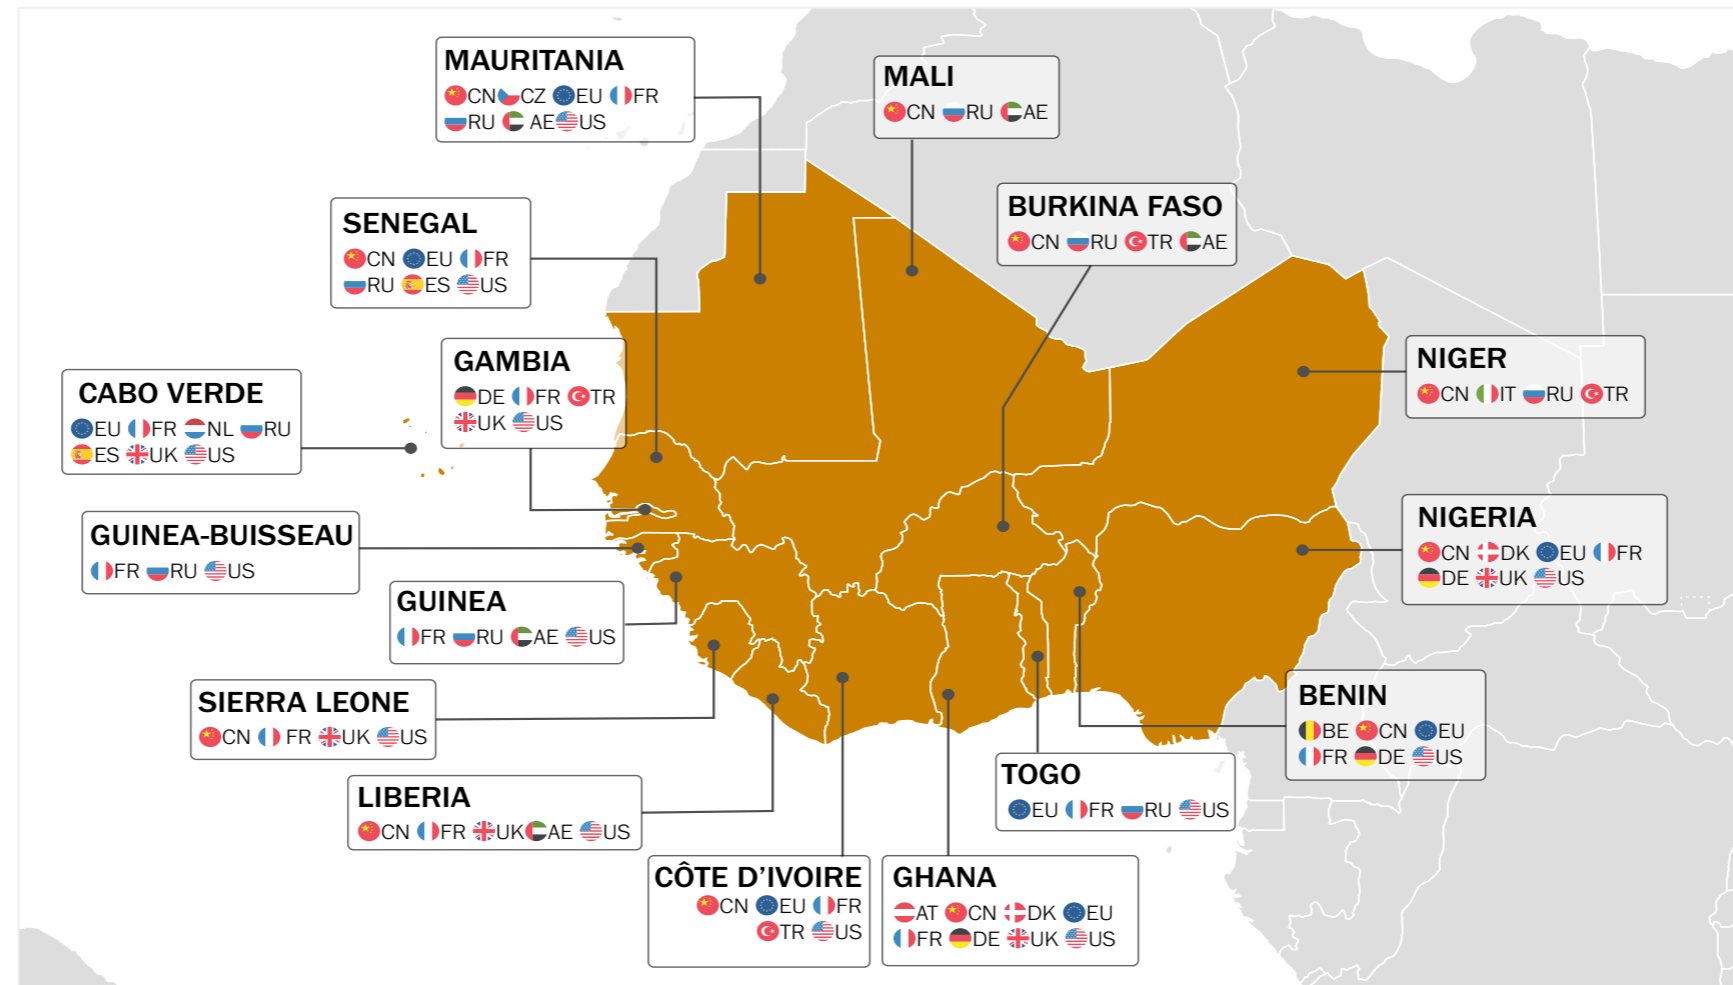 MAURITANIA
CN CZ EU FR
RU AE US
MALI
CN RU AE
BURKINA FASO
CN RU TR AE
SENEGAL
CN EU FR
RU ES US
GAMBIA
DE FR TR
UK US
CABO VERDE
EU FR NL RU
ES UK US
NIGER
CN IT RU TR
GUINEA-BUISSEAU
FR RU US
NIGERIA
CN DK EU FR
DE UK US
GUINEA
FR RU AE US
SIERRA LEONE
CN FR UK US
BENIN
BE CN EU
FR DE US
LIBERIA
CN FR UK AE US
TOGO
EU FR RU US
CÔTE D’IVOIRE
CN EU FR
TR US
GHANA
AT CN DK EU
FR DE UK US